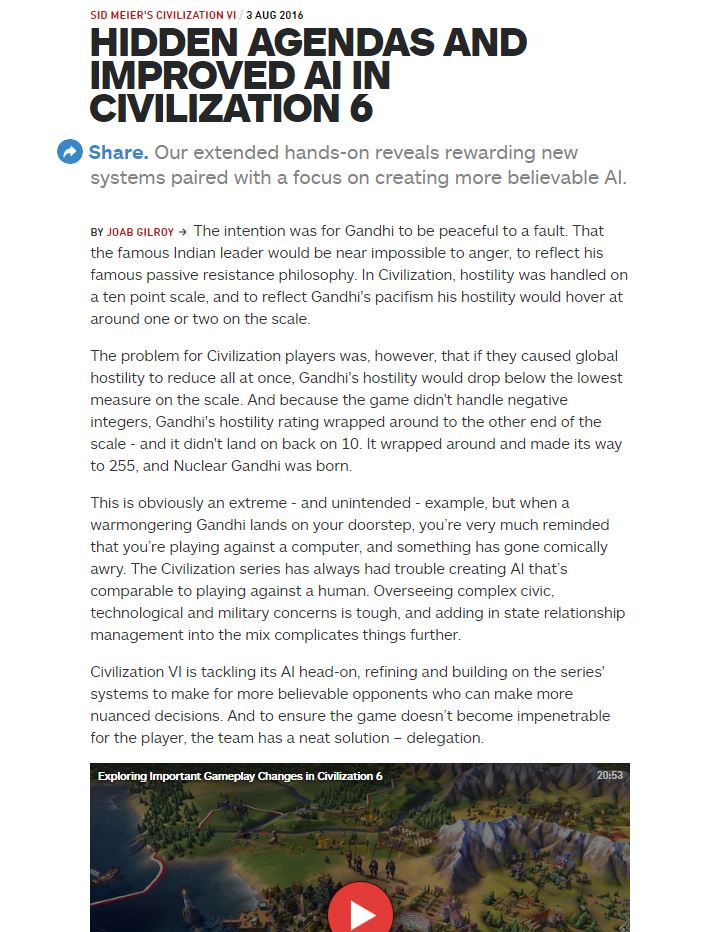 SID MEIER'S CIVILIZATION VI / 3 AUG 2016
HIDDEN AGENDAS AND
IMPROVED AI IN
CIVILIZATION 6
Share. Our extended hands-on reveals rewarding new
systems paired with a focus on creating more believable AI.
BY JOAB GILROY → The intention was for Gandhi to be peaceful to a fault. That
the famous Indian leader would be near impossible to anger, to reflect his
famous passive resistance philosophy. In Civilization, hostility was handled on
a ten point scale, and to reflect Gandhi's pacifism his hostility would hover at
around one or two on the scale.
The problem for Civilization players was, however, that if they caused global
hostility to reduce all at once, Gandhi's hostility would drop below the lowest
measure on the scale. And because the game didn't handle negative
integers, Gandhi's hostility rating wrapped around to the other end of the
scale - and it didn't land on back on 10. It wrapped around and made its way
to 255, and Nuclear Gandhi was born.
This is obviously an extreme - and unintended - example, but when a
warmongering Gandhi lands on your doorstep, you’re very much reminded
that you’re playing against a computer, and something has gone comically
awry. The Civilization series has always had trouble creating AI that’s
comparable to playing against a human. Overseeing complex civic,
technological and military concerns is tough, and adding in state relationship
management into the mix complicates things further.
Civilization VI is tackling its AI head-on, refining and building on the series'
systems to make for more believable opponents who can make more
nuanced decisions. And to ensure the game doesn’t become impenetrable
for the player, the team has a neat solution – delegation.
Exploring Important Gameplay Changes in Civilization 6 20:53